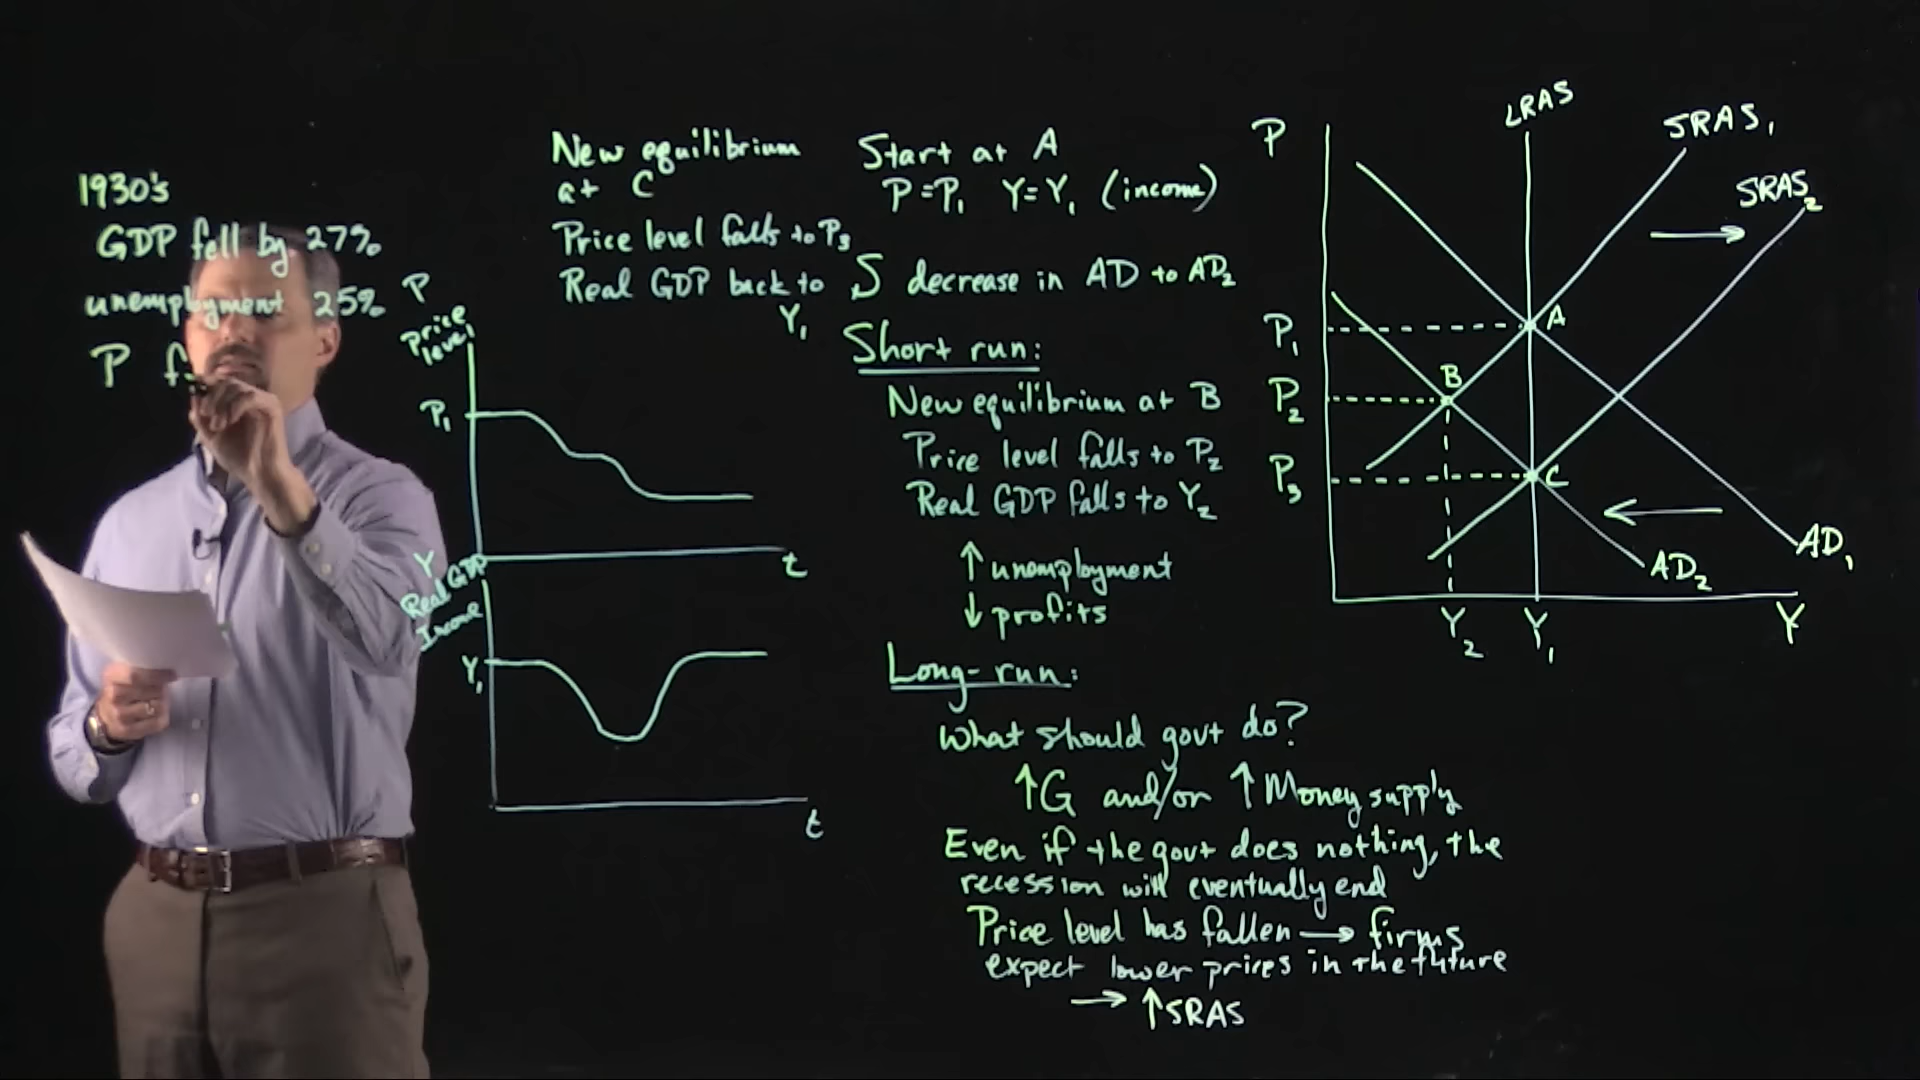 1930's
GDP fell by 27%
unemployment 25%
P f
New equilibrium
at C
Price level falls to P3
Real GDP back to
Y1
P
Price
level
P1
t
Y
Real GDP
Income
Y1
t
Start at A
P=P1 Y=Y1 (income)
S decrease in AD to AD2
Short run:
New equilibrium at B
Price level falls to P2
Real GDP falls to Y2
↑ unemployment
↓ profits
Long-run:
What should govt do?
↑G and/or ↑Money supply
Even if the govt does nothing, the
recession will eventually end
Price level has fallen → firms
expect lower prices in the future
→ ↑SRAS
P
LRAS
SRAS1
SRAS2
P1
A
B
P2
P3
C
AD1
AD2
Y2
Y1
Y